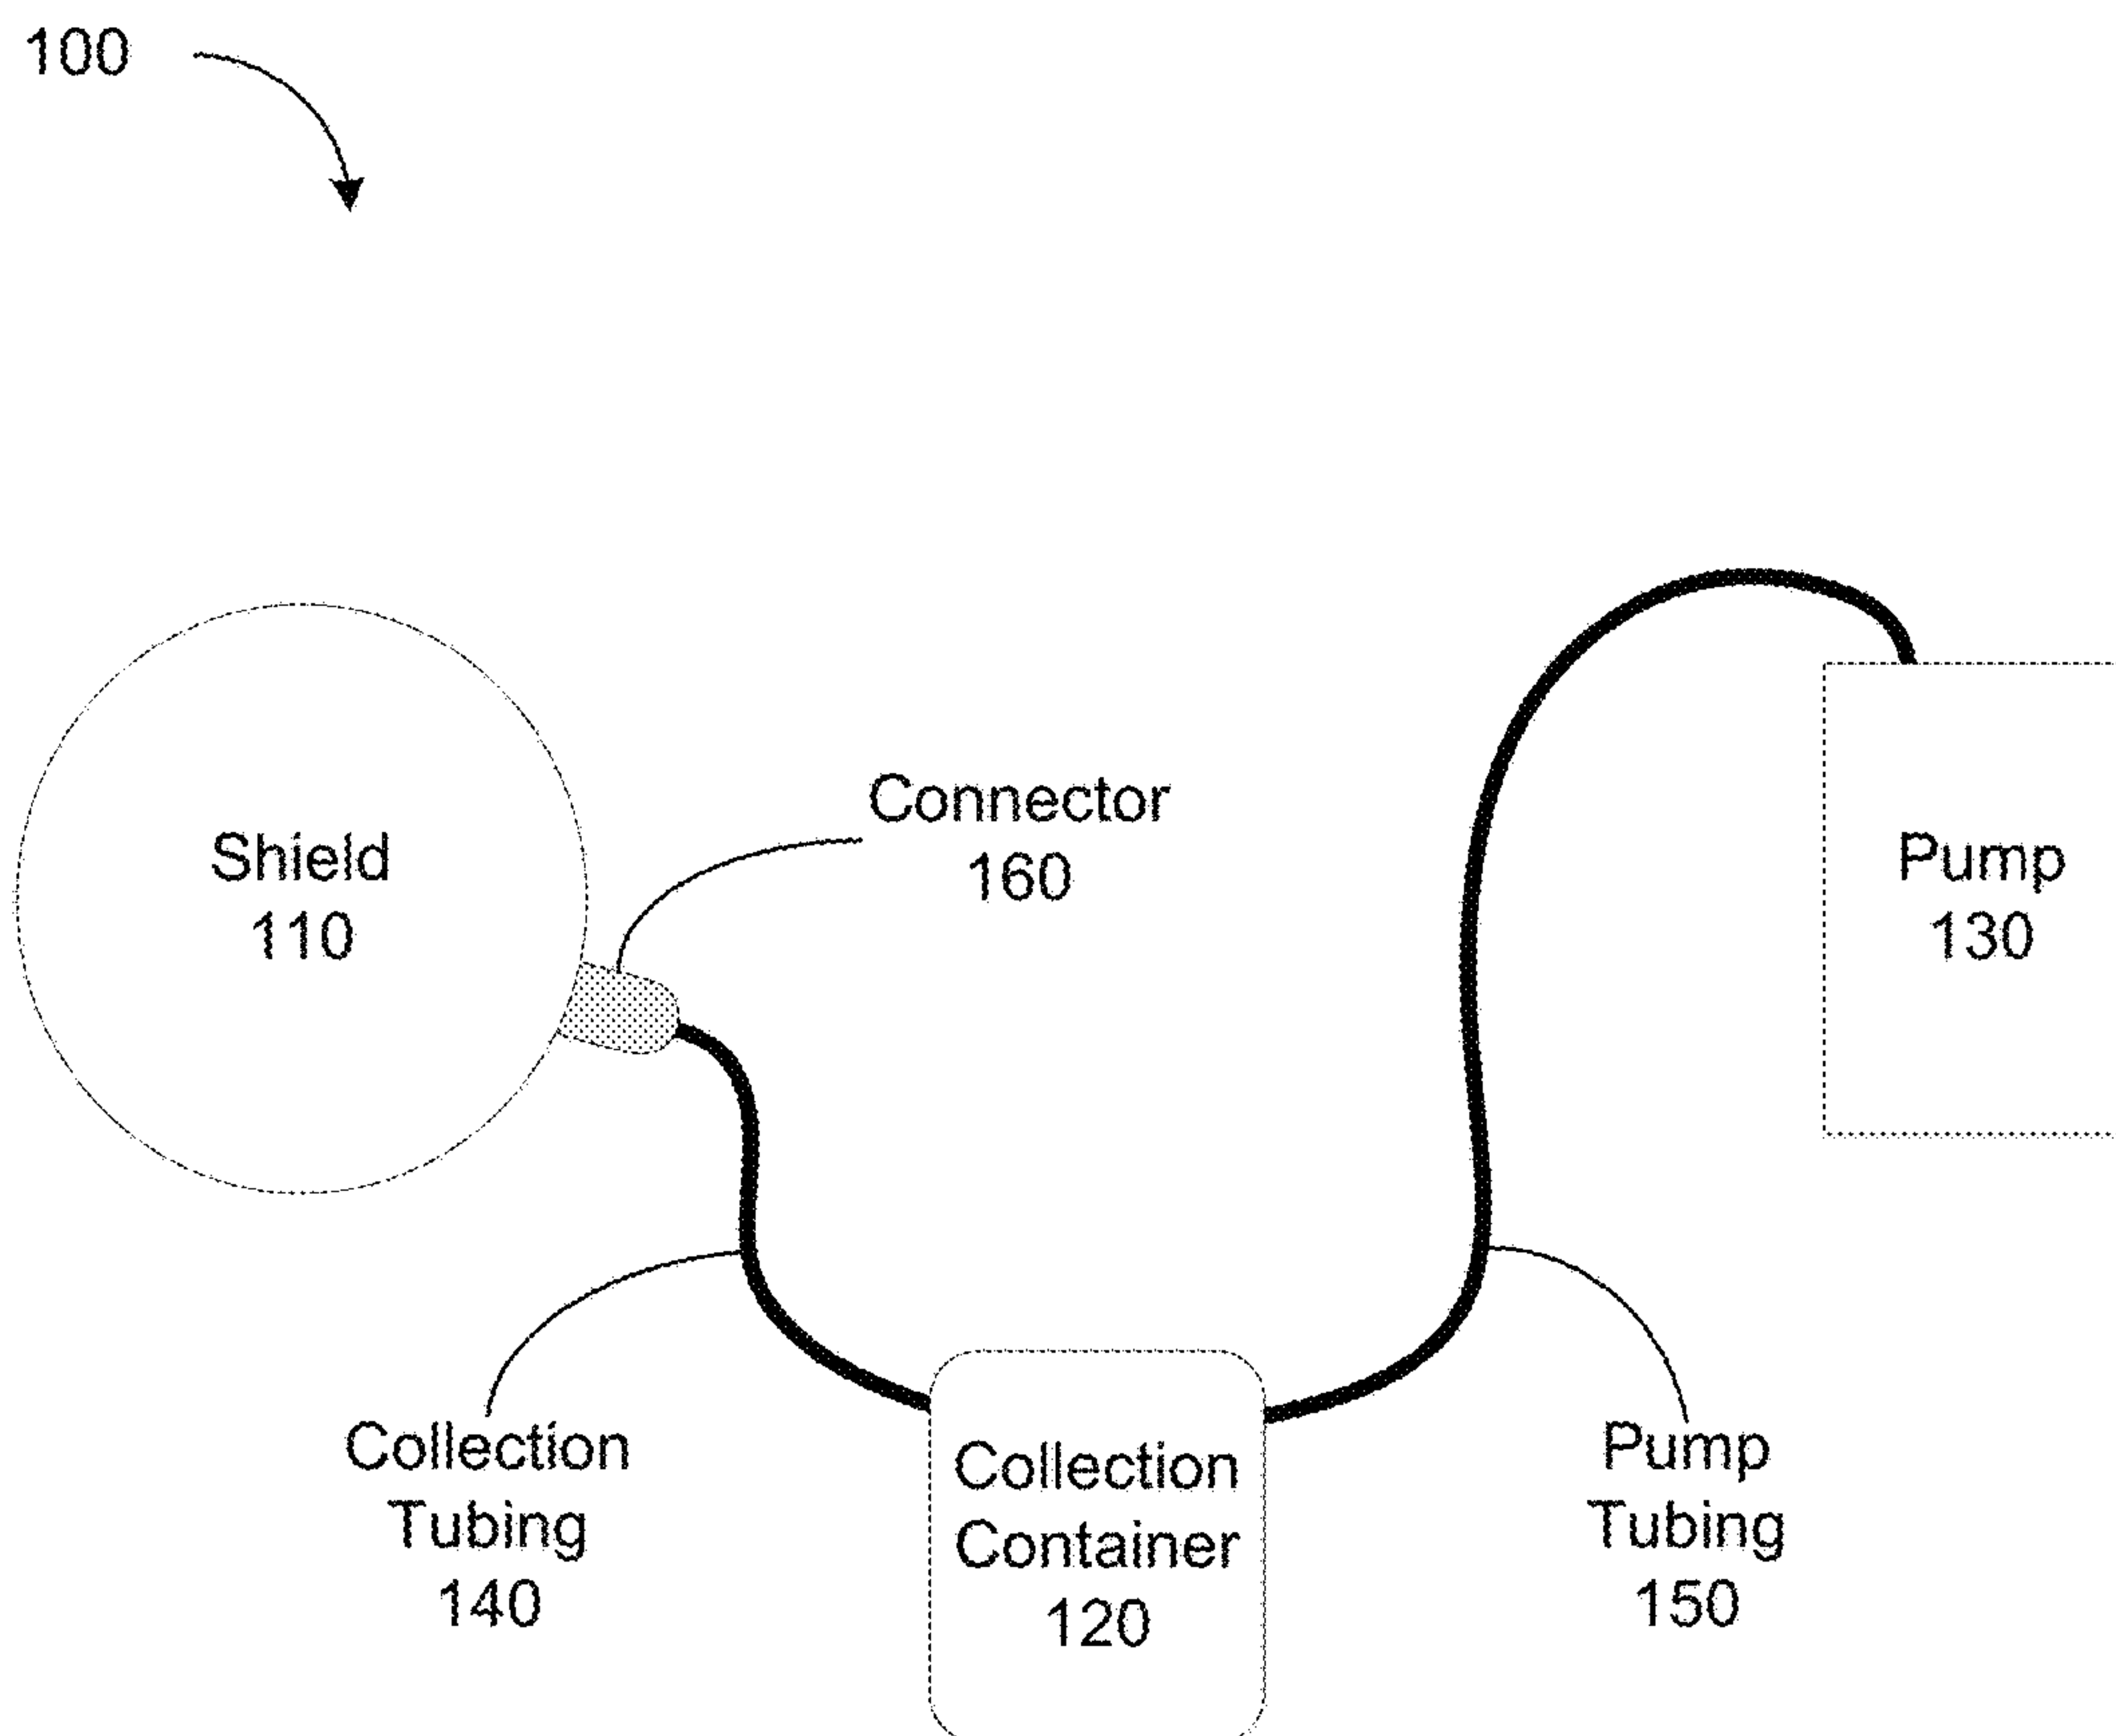 100
Connector
160
Shield
110
Pump
130
Collection
Tubing
140
Collection
Container
120
Pump
Tubing
150